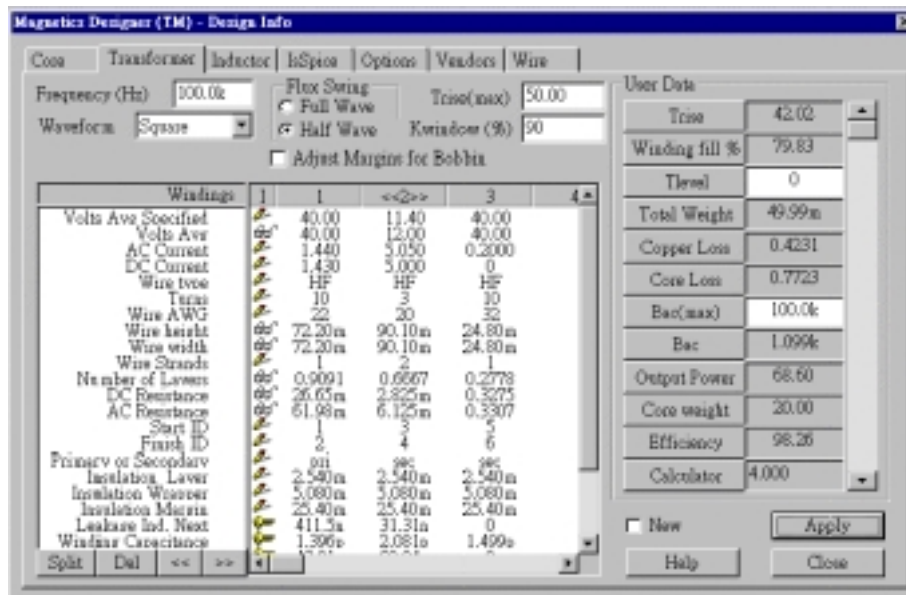 Magnetics Designer (TM) - Design Info
Core Transformer Inductor IsSpice Options Vendors Wire
Frequency (Hz) 100.0k
Waveform Square
Flux Swing
Full Wave
Half Wave
Trise(max) 50.00
Kwindow (%) 90
Adjust Margins for Bobbin
Windings 1 1 <<2>> 3 4
Volts Avg Specified 40.00 11.40 40.00
Volts Avg 40.00 12.00 40.00
AC Current 1.440 5.050 0.2000
DC Current 1.430 5.000 0
Wire type HF HF HF
Turns 10 3 10
Wire AWG 22 20 32
Wire height 72.20m 90.10m 24.80m
Wire width 72.20m 90.10m 24.80m
Wire Strands 1 2 1
Number of Layers 0.9091 0.6667 0.2778
DC Resistance 26.65m 2.825m 0.3275
AC Resistance 61.98m 6.125m 0.3307
Start ID 1 3 5
Finish ID 2 4 6
Primary or Secondary pri sec sec
Insulation Layer 2.540m 2.540m 2.540m
Insulation Wrapper 5.080m 5.080m 5.080m
Insulation Margin 25.40m 25.40m 25.40m
Leakage Ind. Next 411.5n 31.31n 0
Winding Capacitance 1.396p 2.081p 1.499p
Split Del << >>
User Data
Trise 42.02
Winding fill % 79.83
Tlevel 0
Total Weight 49.99m
Copper Loss 0.4231
Core Loss 0.7723
Bac(max) 100.0k
Bac 1.099k
Output Power 68.60
Core weight 20.00
Efficiency 98.26
Calculator 4.000
New Apply
Help Close